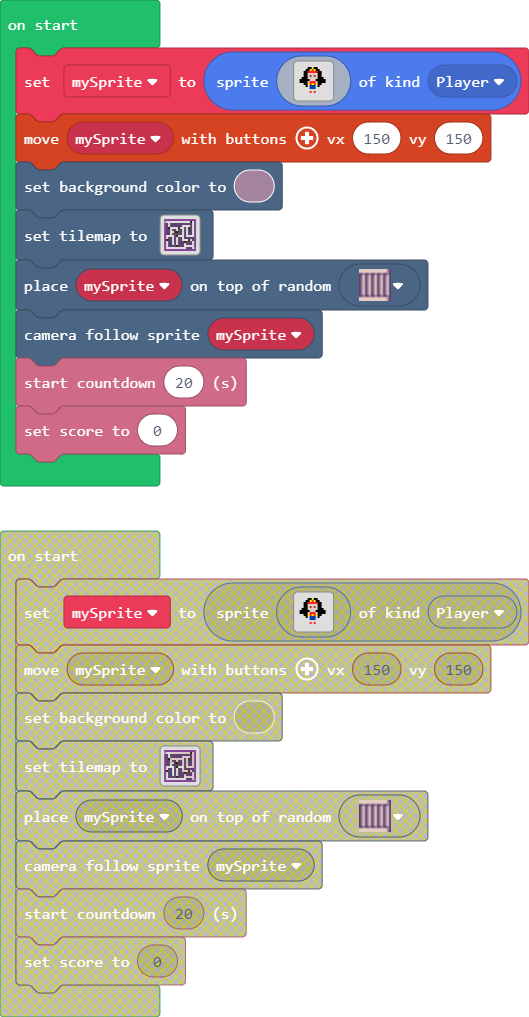 on start
set mySprite to sprite of kind Player
move mySprite with buttons vx 150 vy 150
set background color to
set tilemap to
place mySprite on top of random
camera follow sprite mySprite
start countdown 20 (s)
set score to 0
on start
set mySprite to sprite of kind Player
move mySprite with buttons vx 150 vy 150
set background color to
set tilemap to
place mySprite on top of random
camera follow sprite mySprite
start countdown 20 (s)
set score to 0